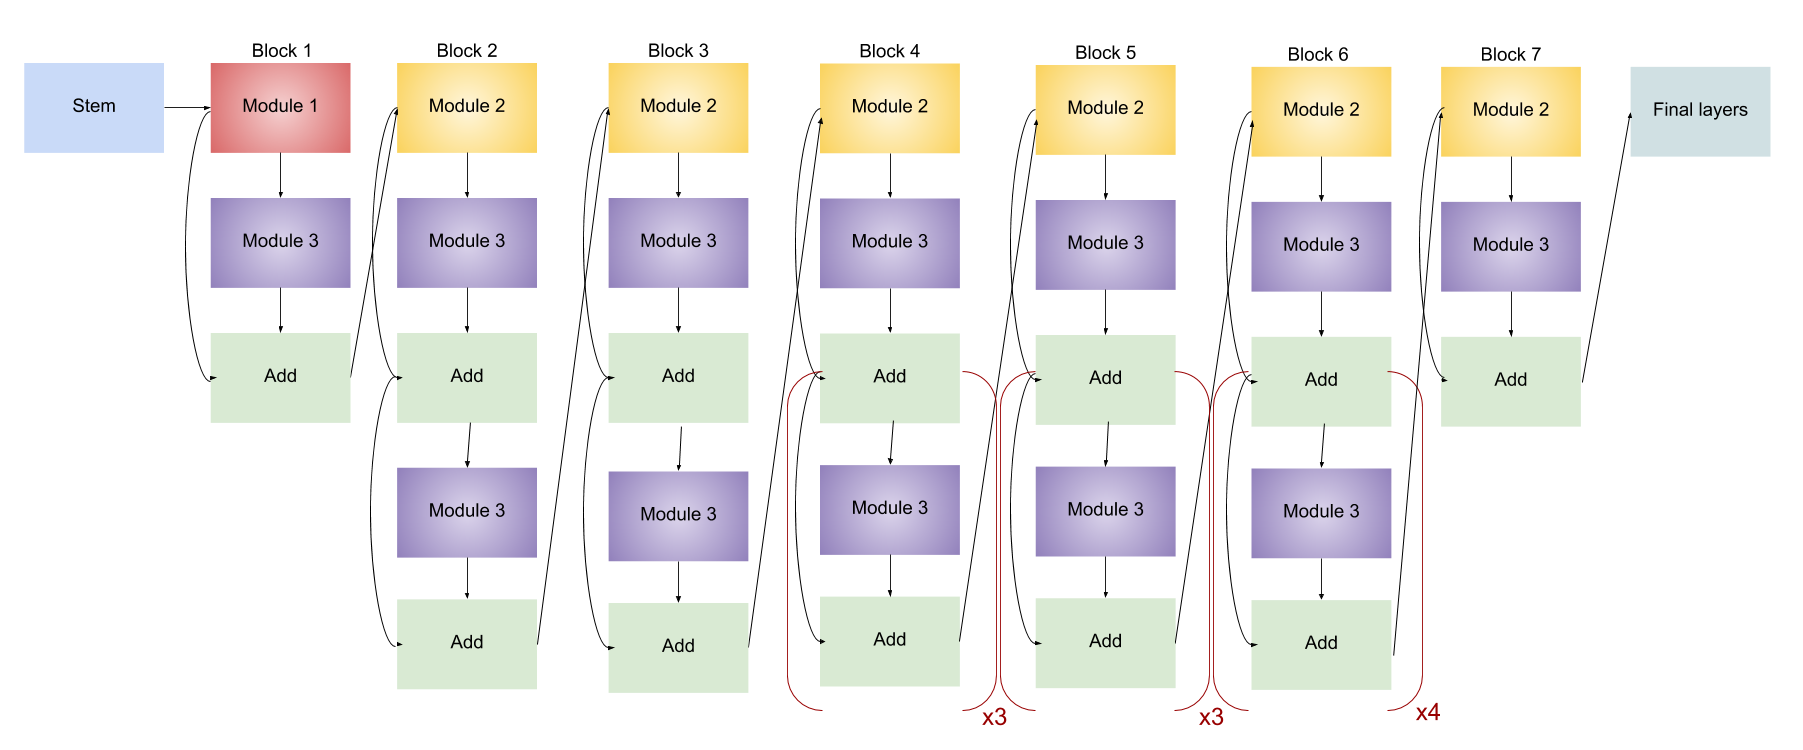 Block 1
Block 2
Block 3
Block 4
Block 5
Block 6
Block 7
Stem
Module 1
Module 2
Module 2
Module 2
Module 2
Module 2
Module 2
Final layers
Module 3
Module 3
Module 3
Module 3
Module 3
Module 3
Module 3
Add
Add
Add
Add
Add
Add
Add
Module 3
Module 3
Module 3
Module 3
Module 3
Add
Add
Add
Add
Add
x3
x3
x4